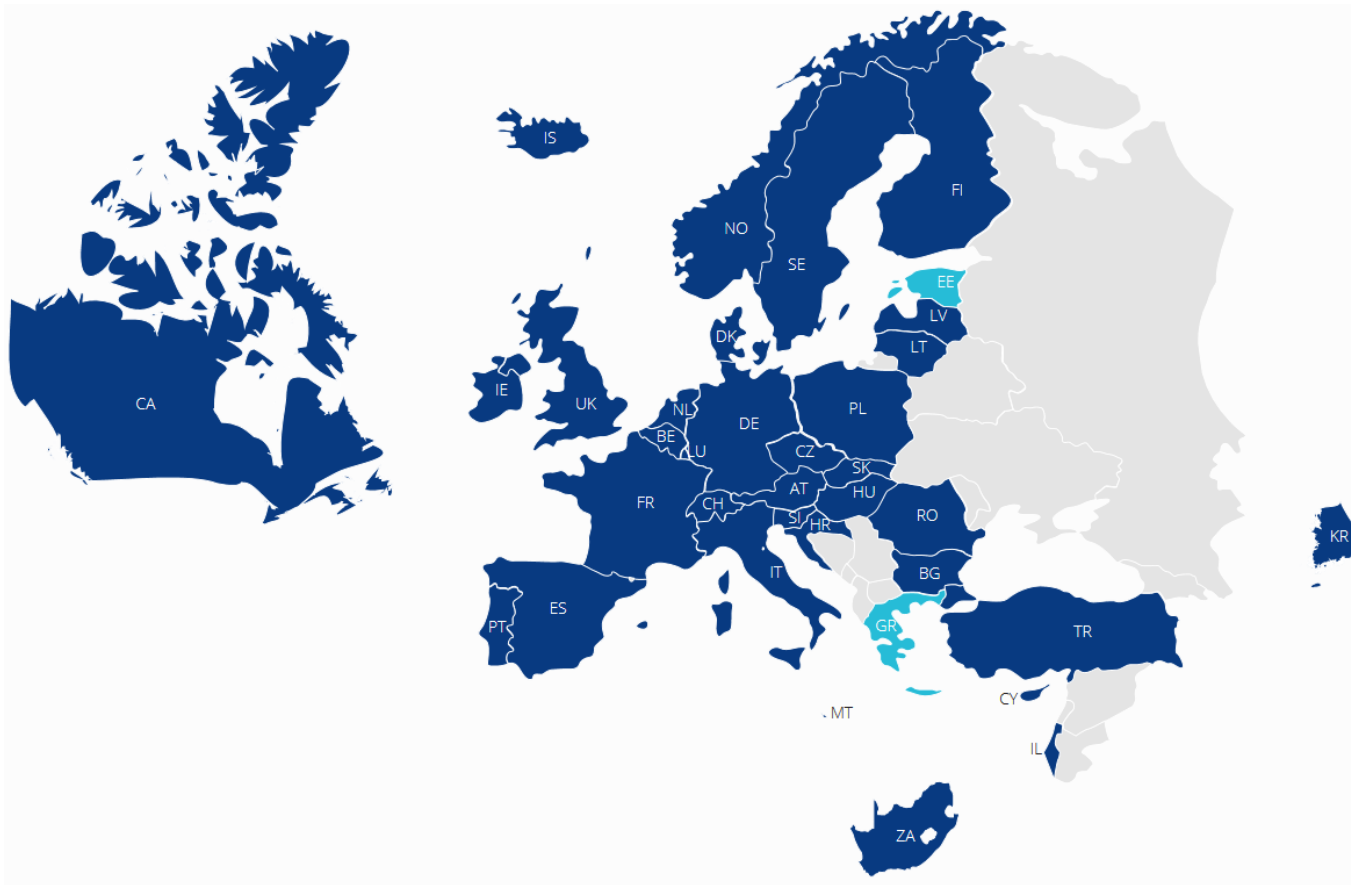 IS
FI
NO
SE
EE
LV
DK
LT
IE
CA
UK
NL
PL
DE
BE
LU
CZ
SK
AT
HU
FR
CH
SI
HR
RO
KR
IT
BG
ES
PT
GR
TR
CY
MT
IL
ZA